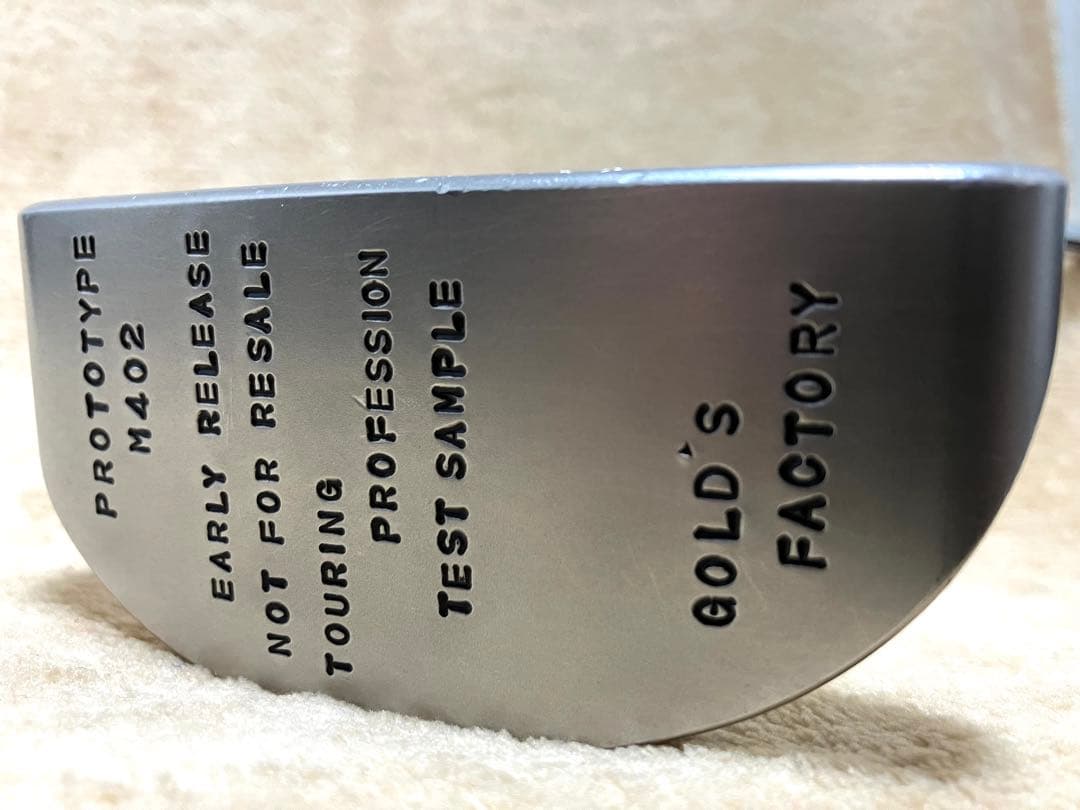 PROTOTYPE
M402
EARLY RELEASE
NOT FOR RESALE
TOURING
PROFESSION
TEST SAMPLE
GOLD'S
FACTORY